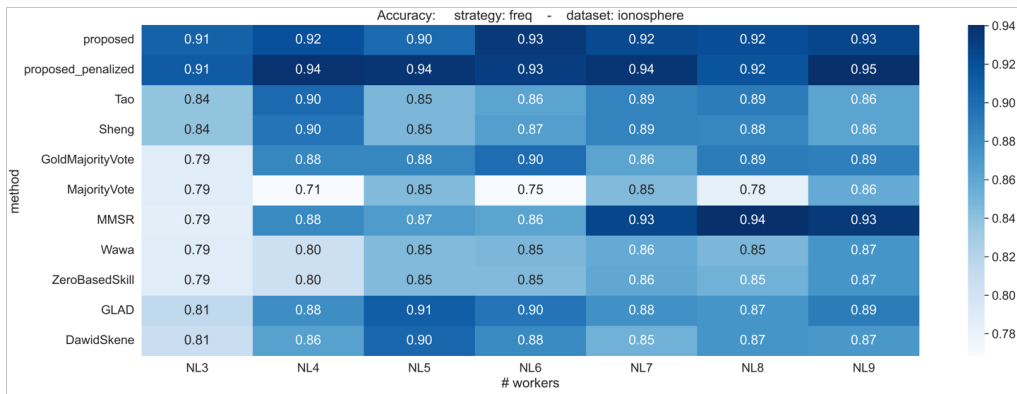 Accuracy: strategy: freq - dataset: ionosphere
method
proposed 0.91 0.92 0.90 0.93 0.92 0.92 0.93
proposed_penalized 0.91 0.94 0.94 0.93 0.94 0.92 0.95
Tao 0.84 0.90 0.85 0.86 0.89 0.89 0.86
Sheng 0.84 0.90 0.85 0.87 0.89 0.88 0.86
GoldMajorityVote 0.79 0.88 0.88 0.90 0.86 0.89 0.89
MajorityVote 0.79 0.71 0.85 0.75 0.85 0.78 0.86
MMSR 0.79 0.88 0.87 0.86 0.93 0.94 0.93
Wawa 0.79 0.80 0.85 0.85 0.86 0.85 0.87
ZeroBasedSkill 0.79 0.80 0.85 0.85 0.86 0.85 0.87
GLAD 0.81 0.88 0.91 0.90 0.88 0.87 0.89
DawidSkene 0.81 0.86 0.90 0.88 0.85 0.87 0.87
NL3 NL4 NL5 NL6 NL7 NL8 NL9
# workers
0.94
0.92
0.90
0.88
0.86
0.84
0.82
0.80
0.78